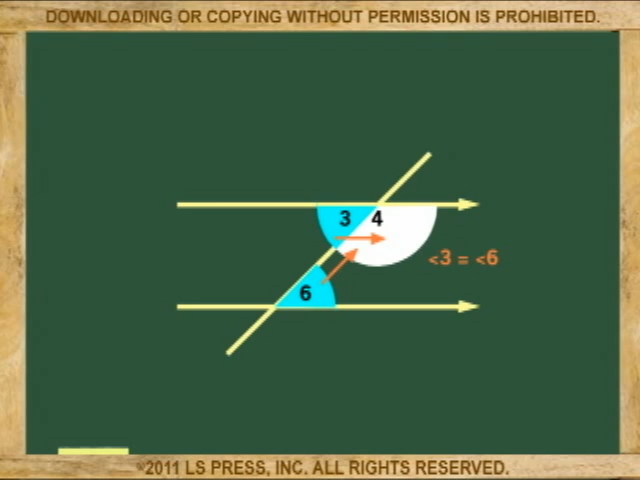 DOWNLOADING OR COPYING WITHOUT PERMISSION IS PROHIBITED.
3 4
<3 = <6
6
©2011 LS PRESS, INC. ALL RIGHTS RESERVED.